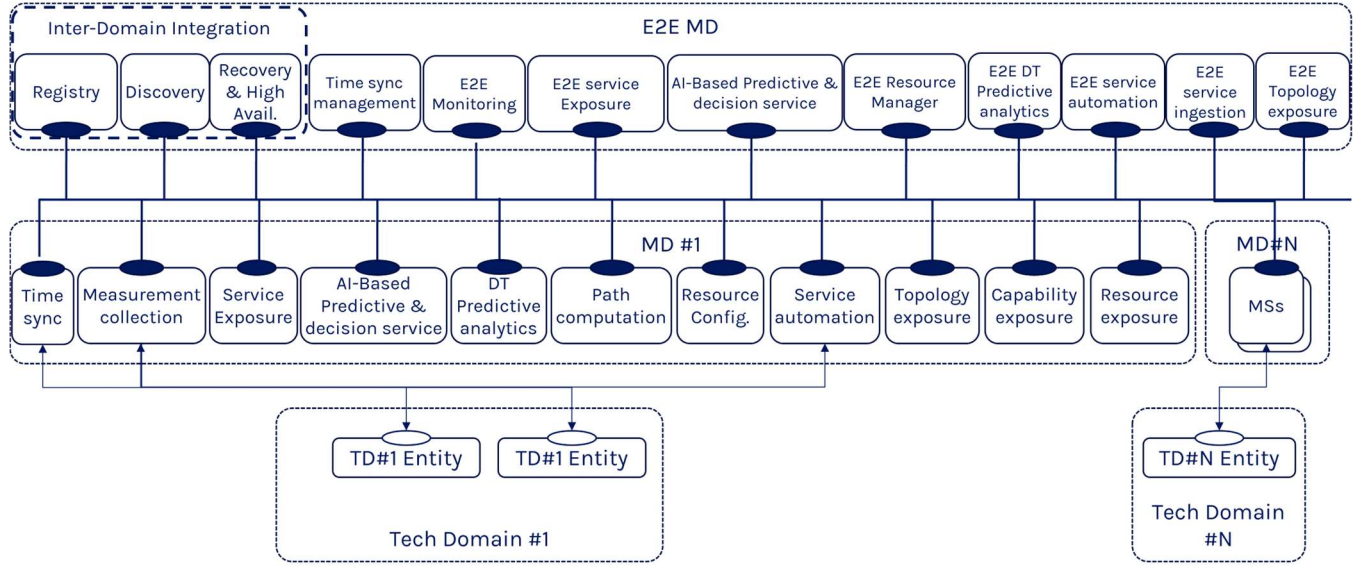 Inter-Domain Integration
E2E MD
Registry
Discovery
Recovery
& High
Avail.
Time sync
management
E2E
Monitoring
E2E service
Exposure
AI-Based Predictive &
decision service
E2E Resource
Manager
E2E DT
Predictive
analytics
E2E service
automation
E2E
service
ingestion
E2E
Topology
exposure
MD #1
MD#N
Time
sync
Measurement
collection
Service
Exposure
AI-Based
Predictive &
decision service
DT
Predictive
analytics
Path
computation
Resource
Config.
Service
automation
Topology
exposure
Capability
exposure
Resource
exposure
MSs
TD#1 Entity
TD#1 Entity
TD#N Entity
Tech Domain #1
Tech Domain
#N